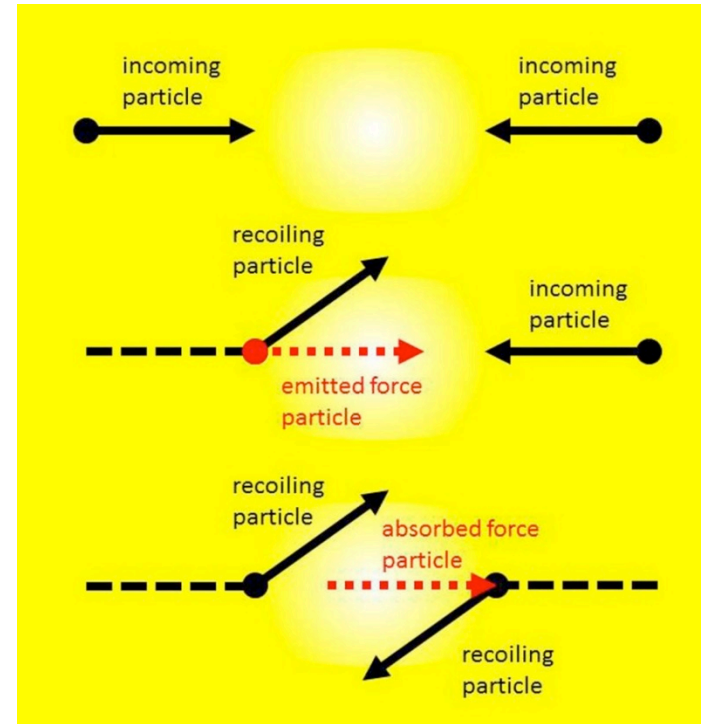 incoming
particle
incoming
particle
recoiling
particle
incoming
particle
emitted force
particle
recoiling
particle
absorbed force
particle
recoiling
particle